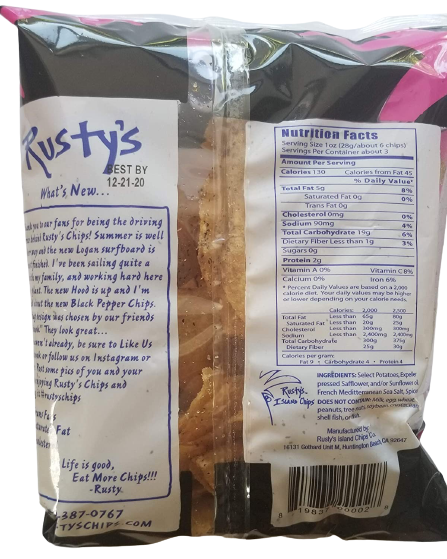 Rusty's
BEST BY
12-21-20
What's New...
you to our fans for being the driving
Rusty's Chips! Summer is well
and the new Logan surfboard is
finished. I've been sailing quite a
my family, and working hard here
The new Hood is up and I'm
about the new Black Pepper Chips.
design was chosen by our friends
They look great...
already, be sure to Like Us
or follow us on Instagram or
Post some pics of you and your
Rusty's Chips and
Fat
Life is good,
Eat More Chips!!!
-Rusty
387-0767
TYSCHIPS.COM
Nutrition Facts
Serving Size 1oz (28g/about 6 chips)
Servings Per Container about 3
Amount Per Serving
Calories 130 Calories from Fat 45
% Daily Value*
Total Fat 5g 8%
Saturated Fat 0g 0%
Trans Fat 0g
Cholesterol 0mg 0%
Sodium 90mg 4%
Total Carbohydrate 19g 6%
Dietary Fiber Less than 1g 3%
Sugars 0g
Protein 2g
Vitamin A 0% Vitamin C 8%
Calcium 0% Iron 6%
* Percent Daily Values are based on a 2,000
calorie diet. Your daily values may be higher
or lower depending on your calorie needs.
Calories: 2,000 2,500
Total Fat Less than 65g 80g
Saturated Fat Less than 20g 25g
Cholesterol Less than 300mg 300mg
Sodium Less than 2,400mg 2,400mg
Total Carbohydrate 300g 375g
Dietary Fiber 25g 30g
Calories per gram:
Fat 9 • Carbohydrate 4 • Protein 4
Rusty's
Island Chips
INGREDIENTS: Select Potatoes, Expele
pressed Safflower, and/or Sunflower
French Mediterranean Sea Salt,
DOES NOT CONTAIN milk, egg, wheat,
peanuts, tree nuts, soybean,
shell fish, or fish.
Manufactured by
Rusty's Island Chips Co.
16131 Gothard Unit M, Huntington Beach, CA 92647